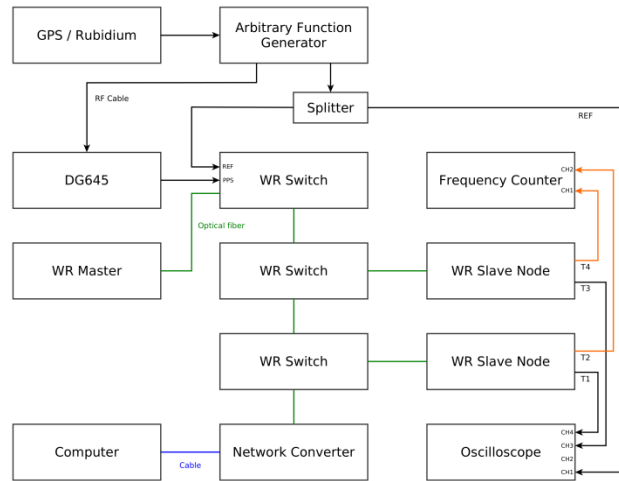 GPS / Rubidium
Arbitrary Function
Generator
RF Cable
Splitter
REF
DG645
REF
PPS
WR Switch
Frequency Counter
CH2
CH1
Optical fiber
WR Master
WR Switch
WR Slave Node
T4
T3
WR Switch
WR Slave Node
T2
T1
Computer
Cable
Network Converter
Oscilloscope
CH4
CH3
CH2
CH1